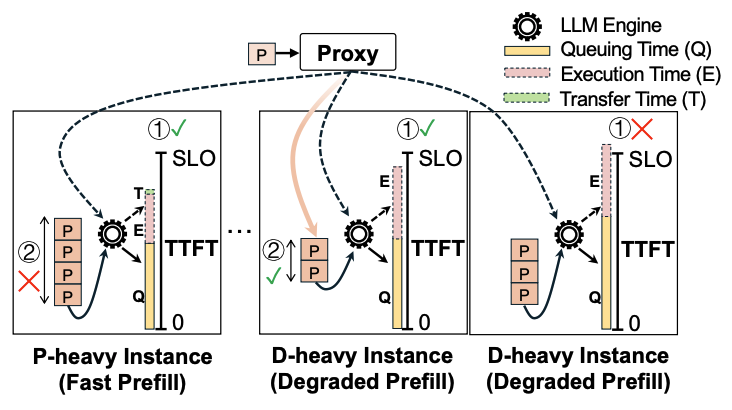 P
Proxy
LLM Engine
Queuing Time (Q)
Execution Time (E)
Transfer Time (T)
①✓
SLO
T
E
TTFT
Q
0
②
✗
P
P
P
P
...
①✓
SLO
E
TTFT
Q
0
②
✓
P
P
①✗
SLO
E
TTFT
Q
0
P
P
P
P-heavy Instance
(Fast Prefill)
D-heavy Instance
(Degraded Prefill)
D-heavy Instance
(Degraded Prefill)